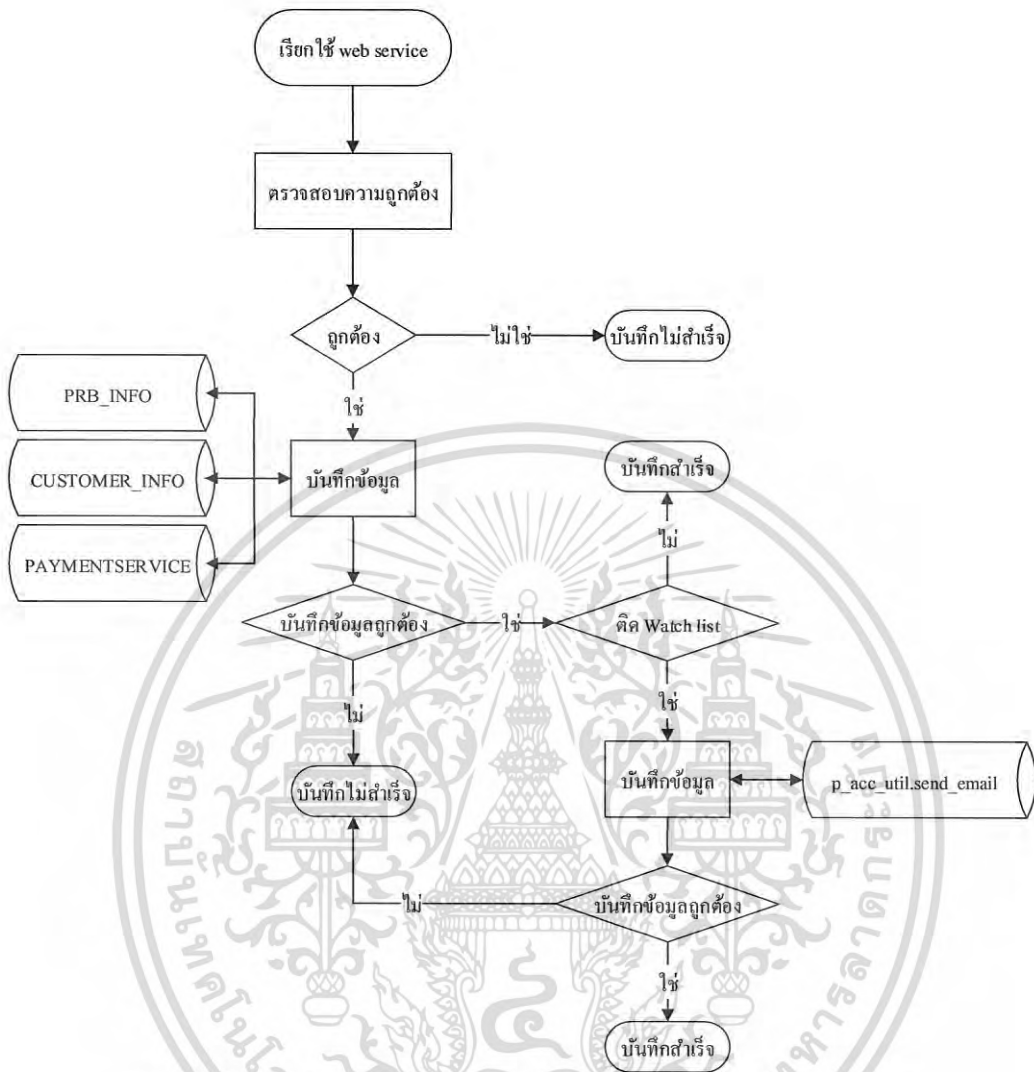 เรียกใช้ web service
ตรวจสอบความถูกต้อง
ถูกต้อง
ไม่ใช่
บันทึกไม่สำเร็จ
ใช่
PRB_INFO
CUSTOMER_INFO
PAYMENTSERVICE
บันทึกข้อมูล
บันทึกสำเร็จ
ไม่
บันทึกข้อมูลถูกต้อง
ใช่
ติด Watch list
ไม่
ใช่
บันทึกไม่สำเร็จ
บันทึกข้อมูล
p_acc_util.send_email
ไม่
บันทึกข้อมูลถูกต้อง
ใช่
บันทึกสำเร็จ